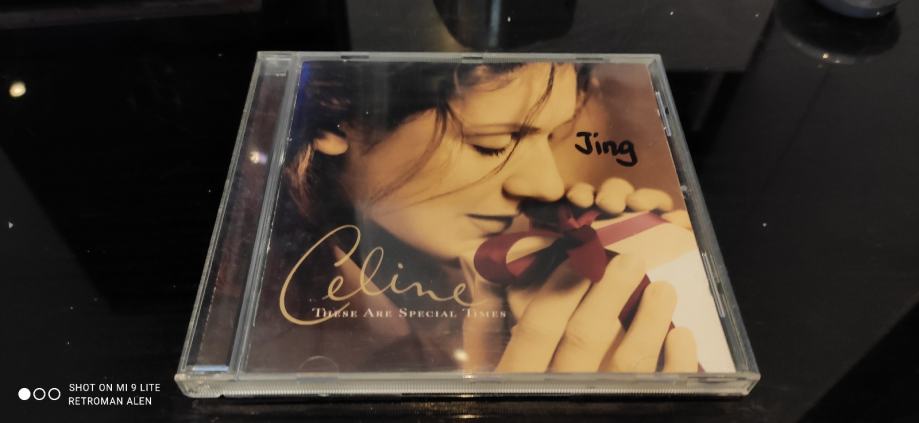 Jing
Celine
THESE ARE SPECIAL TIMES
SHOT ON MI 9 LITE
RETROMAN ALEN